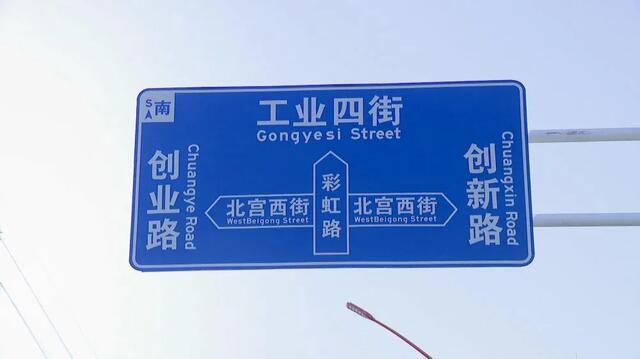 S 南
工业四街
Gongyesi Street
创业路
Chuangye Road
北宫西街
WestBeigong Street
彩虹路
北宫西街
WestBeigong Street
创新路
Chuangxin Road